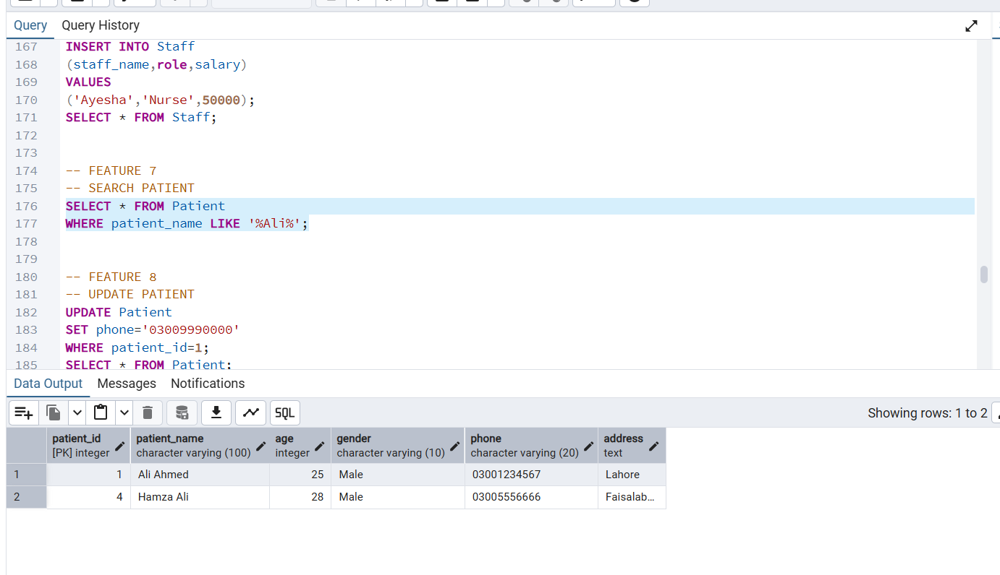 Query Query History
167 INSERT INTO Staff
168 (staff_name,role,salary)
169 VALUES
170 ('Ayesha','Nurse',50000);
171 SELECT * FROM Staff;
172
173
174 -- FEATURE 7
175 -- SEARCH PATIENT
176 SELECT * FROM Patient
177 WHERE patient_name LIKE '%Ali%';
178
179
180 -- FEATURE 8
181 -- UPDATE PATIENT
182 UPDATE Patient
183 SET phone='03009990000'
184 WHERE patient_id=1;
185 SELECT * FROM Patient;
Data Output Messages Notifications
SQL Showing rows: 1 to 2
patient_id patient_name age gender phone address
[PK] integer character varying (100) integer character varying (10) character varying (20) text
1 1 Ali Ahmed 25 Male 03001234567 Lahore
2 4 Hamza Ali 28 Male 03005556666 Faisalab...